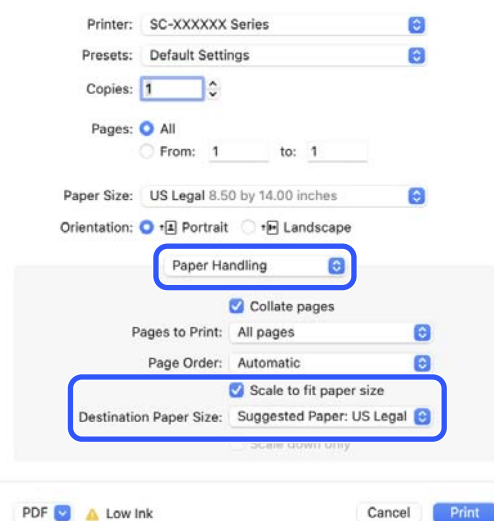 Printer: SC-XXXXXX Series
Presets: Default Settings
Copies: 1
Pages: All
From: 1 to: 1
Paper Size: US Legal 8.50 by 14.00 inches
Orientation: Portrait Landscape
Paper Handling
Collate pages
Pages to Print: All pages
Page Order: Automatic
Scale to fit paper size
Destination Paper Size: Suggested Paper: US Legal
Scale down only
PDF Low Ink Cancel Print